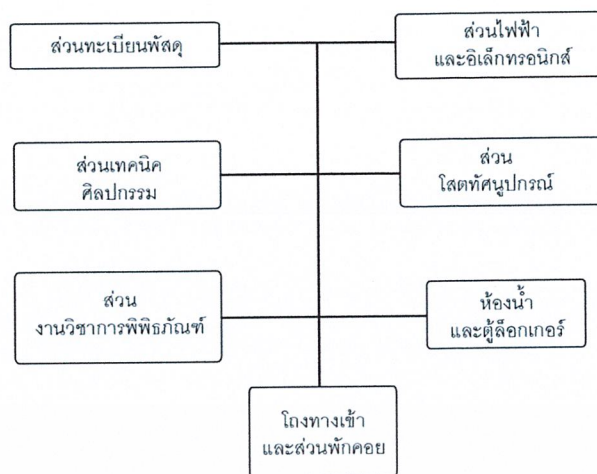 ส่วนทะเบียนพัสดุ
ส่วนไฟฟ้า
และอิเล็กทรอนิกส์
ส่วนเทคนิค
ศิลปกรรม
ส่วน
โสตทัศนูปกรณ์
ส่วน
งานวิชาการพิพิธภัณฑ์
ห้องน้ำ
และตู้ล็อกเกอร์
โถงทางเข้า
และส่วนพักคอย